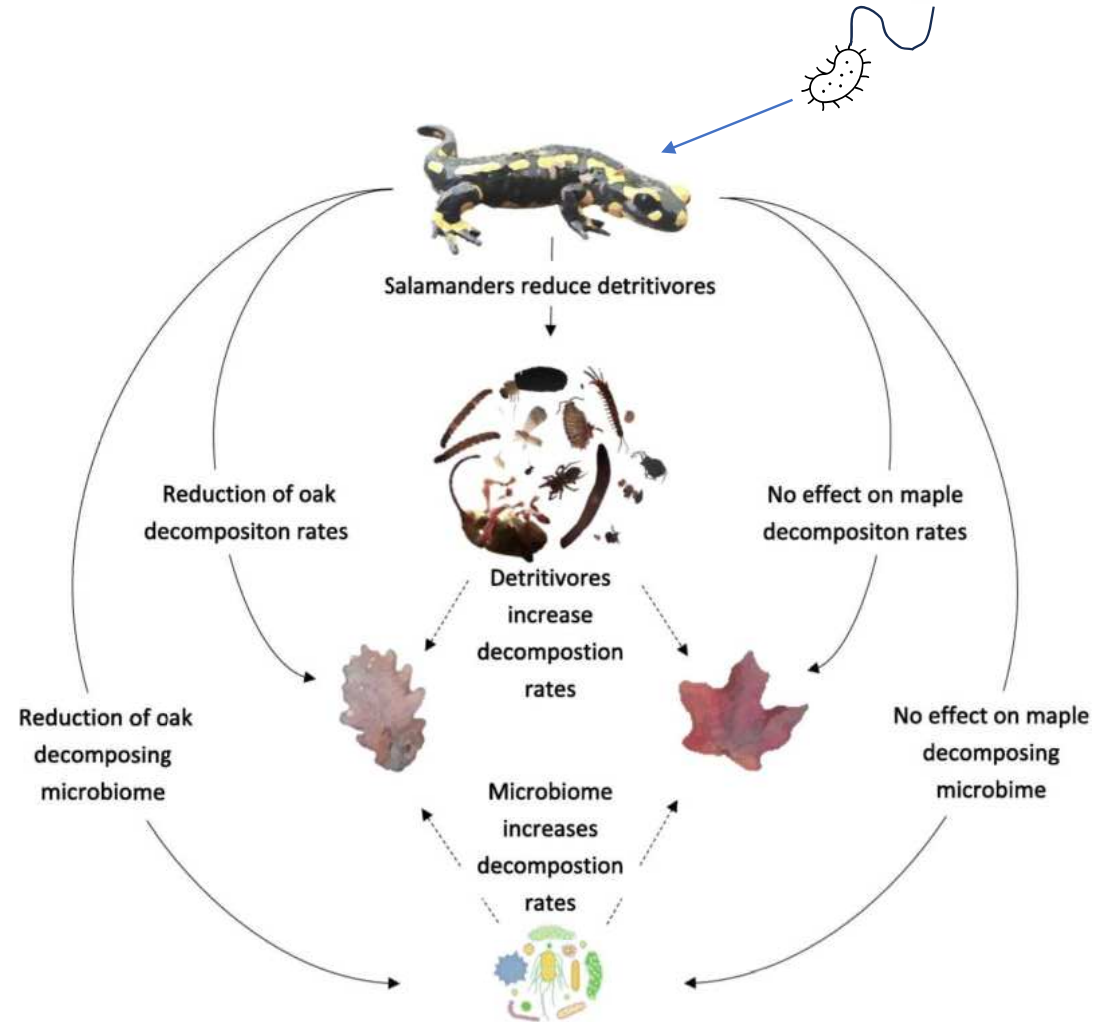 Salamanders reduce detritivores
Reduction of oak
decompositon rates
No effect on maple
decompositon rates
Detritivores
increase
decompostion
rates
Reduction of oak
decomposing
microbiome
No effect on maple
decomposing
microbime
Microbiome
increases
decompostion
rates